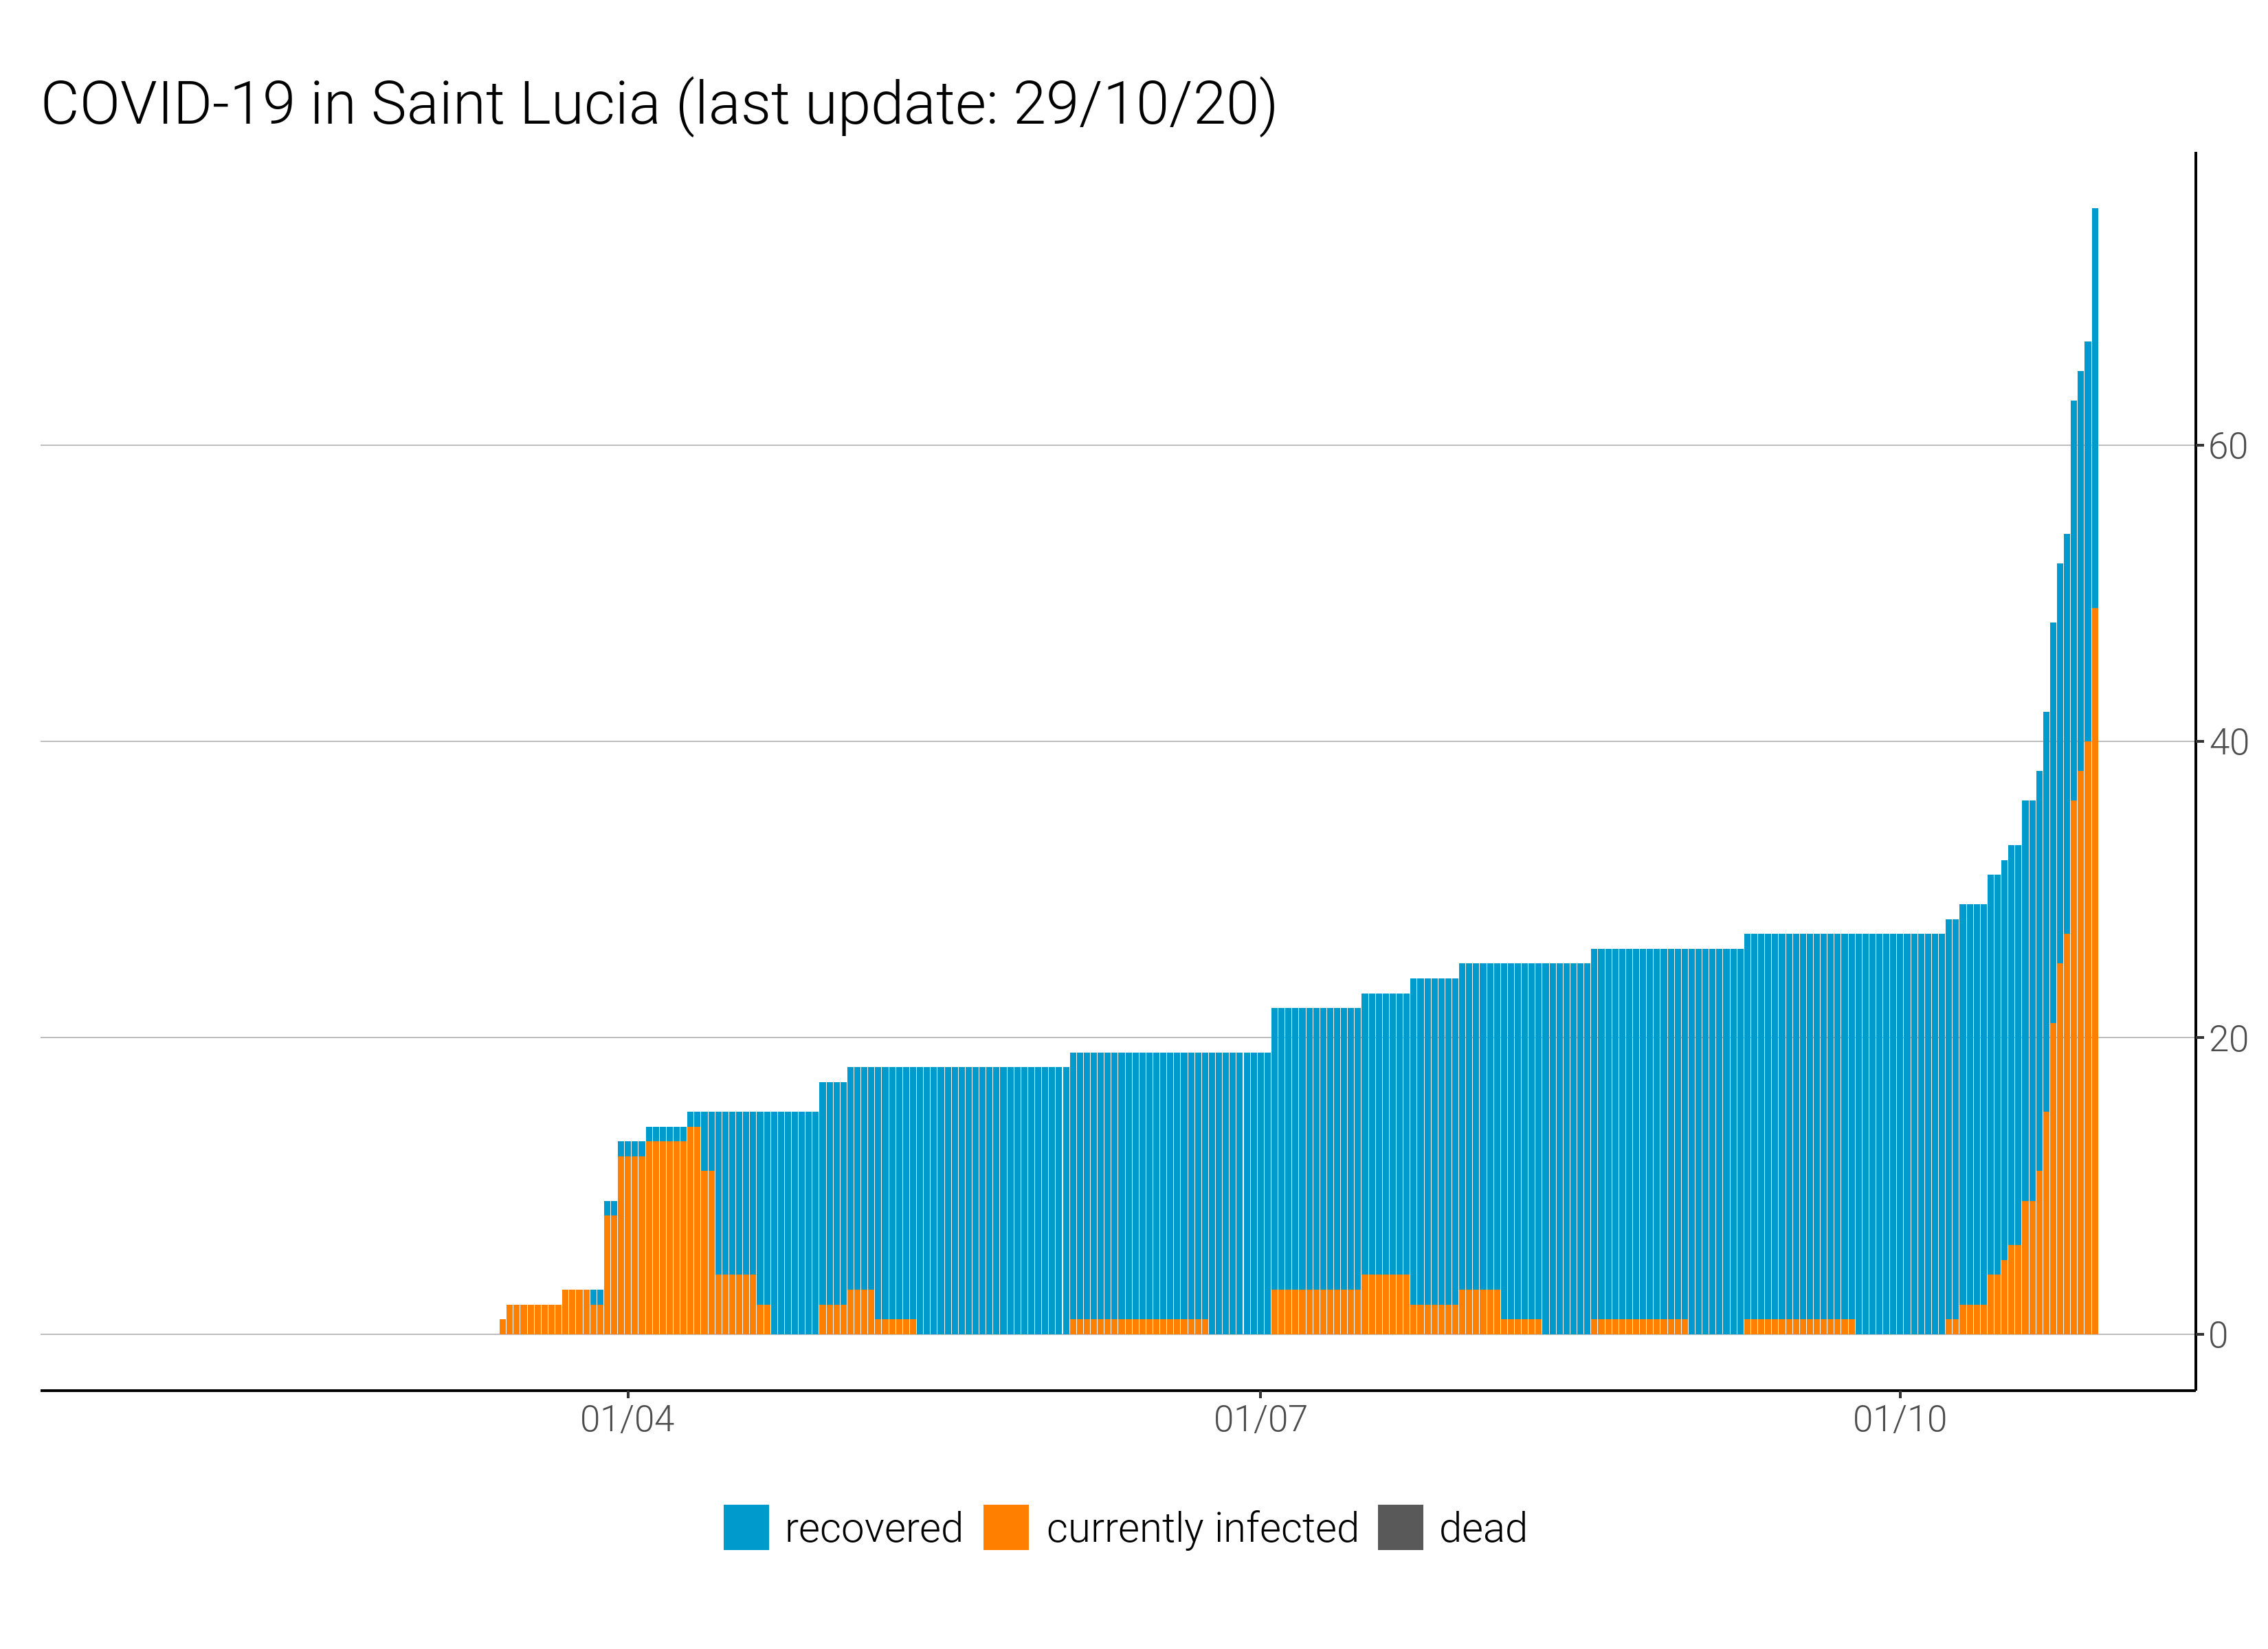 COVID-19 in Saint Lucia (last update: 29/10/20)
60
40
20
0
01/04 01/07 01/10
recovered currently infected dead